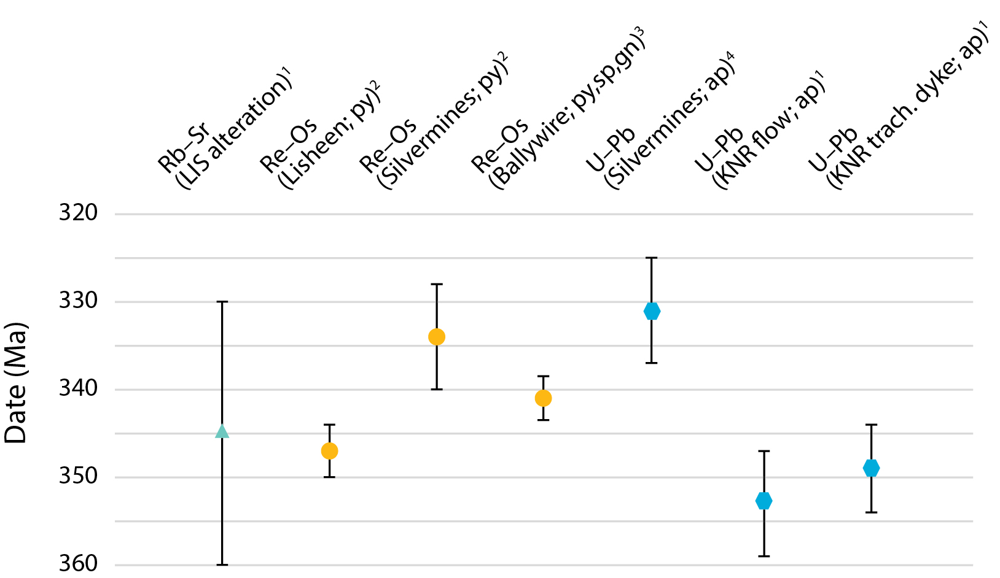 Rb–Sr
(LIS alteration)¹
Re–Os
(Lisheen; py)²
Re–Os
(Silvermines; py)²
Re–Os
(Ballywire; py,sp,gn)³
U–Pb
(Silvermines; ap)⁴
U–Pb
(KNR flow; ap)¹
U–Pb
(KNR trach. dyke; ap)¹
Date (Ma)
320
330
340
350
360